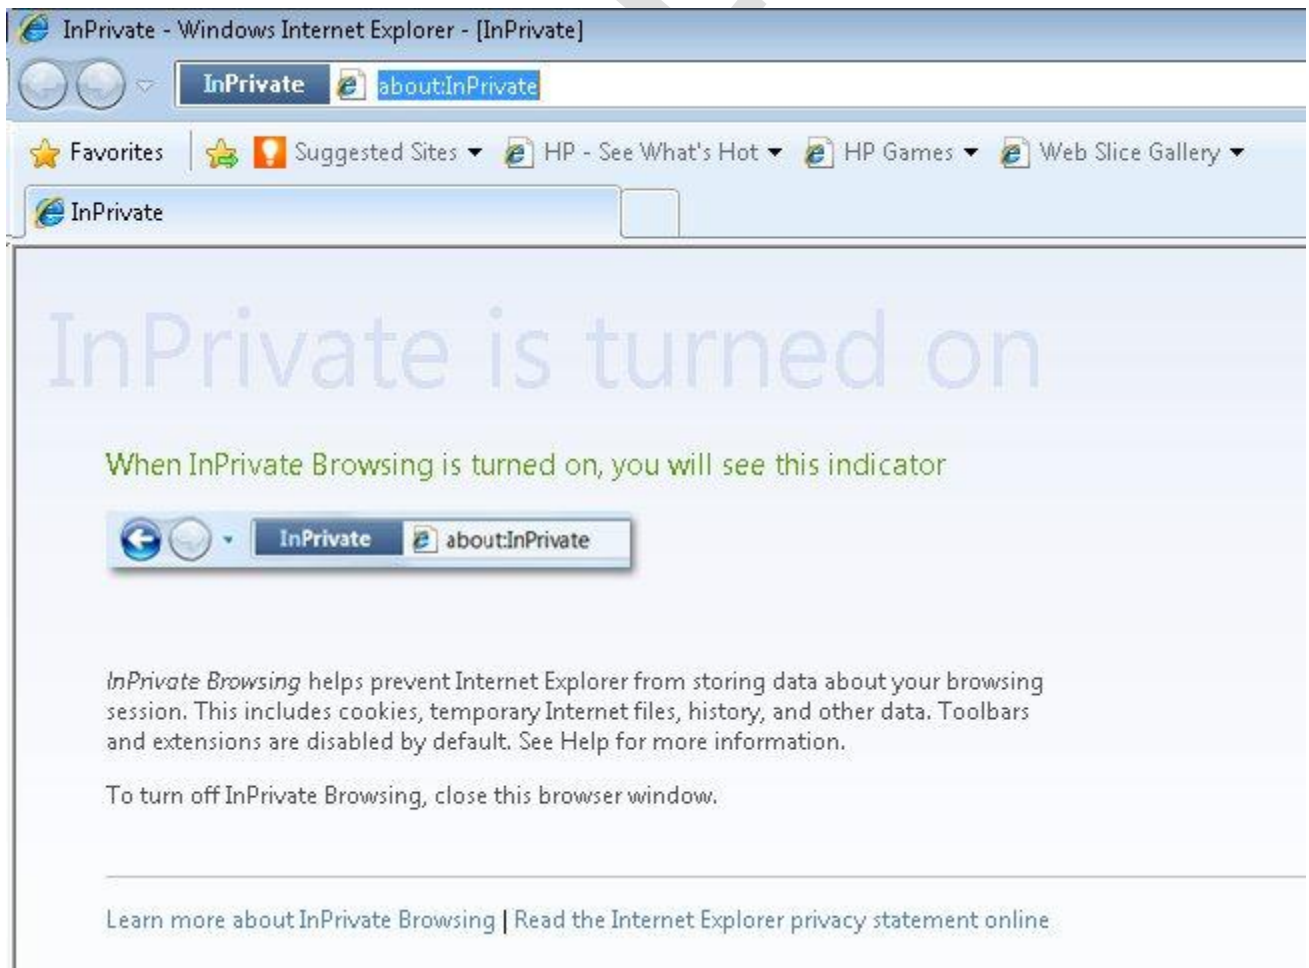 InPrivate - Windows Internet Explorer - [InPrivate]
InPrivate about:InPrivate
Favorites Suggested Sites HP - See What's Hot HP Games Web Slice Gallery
InPrivate
InPrivate is turned on
When InPrivate Browsing is turned on, you will see this indicator
InPrivate about:InPrivate
InPrivate Browsing helps prevent Internet Explorer from storing data about your browsing
session. This includes cookies, temporary Internet files, history, and other data. Toolbars
and extensions are disabled by default. See Help for more information.
To turn off InPrivate Browsing, close this browser window.
Learn more about InPrivate Browsing | Read the Internet Explorer privacy statement online